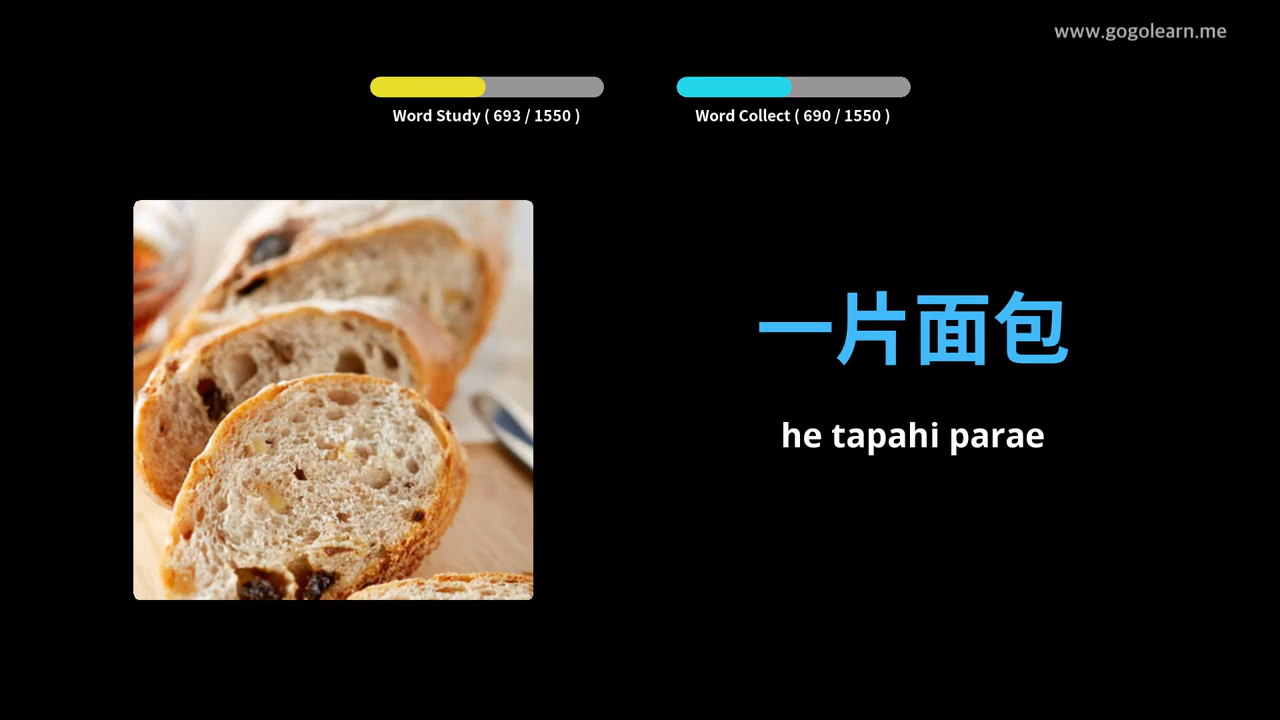 www.gogolearn.me
Word Study ( 693 / 1550 )
Word Collect ( 690 / 1550 )
一片面包
he tapahi parae